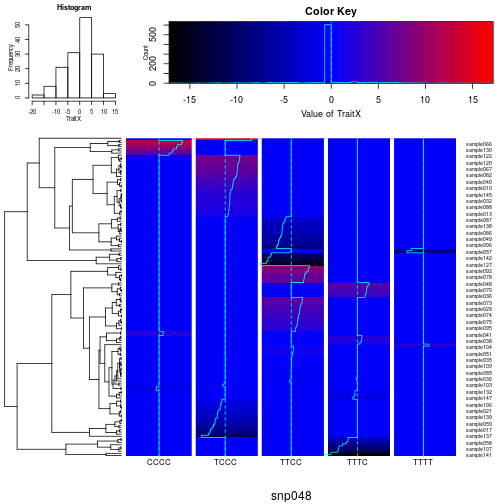 Histogram
Frequency
0 10 20 30 40 50
-20 -15 -10 -5 0 5 10 15
TraitX
Color Key
Count
0 200 500
-15 -10 -5 0 5 10 15
Value of TraitX
sample066
sample130
sample122
sample120
sample067
sample082
sample040
sample010
sample145
sample032
sample088
sample013
sample087
sample138
sample086
sample049
sample006
sample057
sample142
sample127
sample092
sample078
sample048
sample070
sample036
sample073
sample029
sample074
sample075
sample095
sample041
sample038
sample104
sample051
sample035
sample109
sample085
sample030
sample103
sample132
sample147
sample106
sample021
sample139
sample059
sample017
sample137
sample058
sample107
sample141
CCCC TCCC TTCC TTTC TTTT
snp048